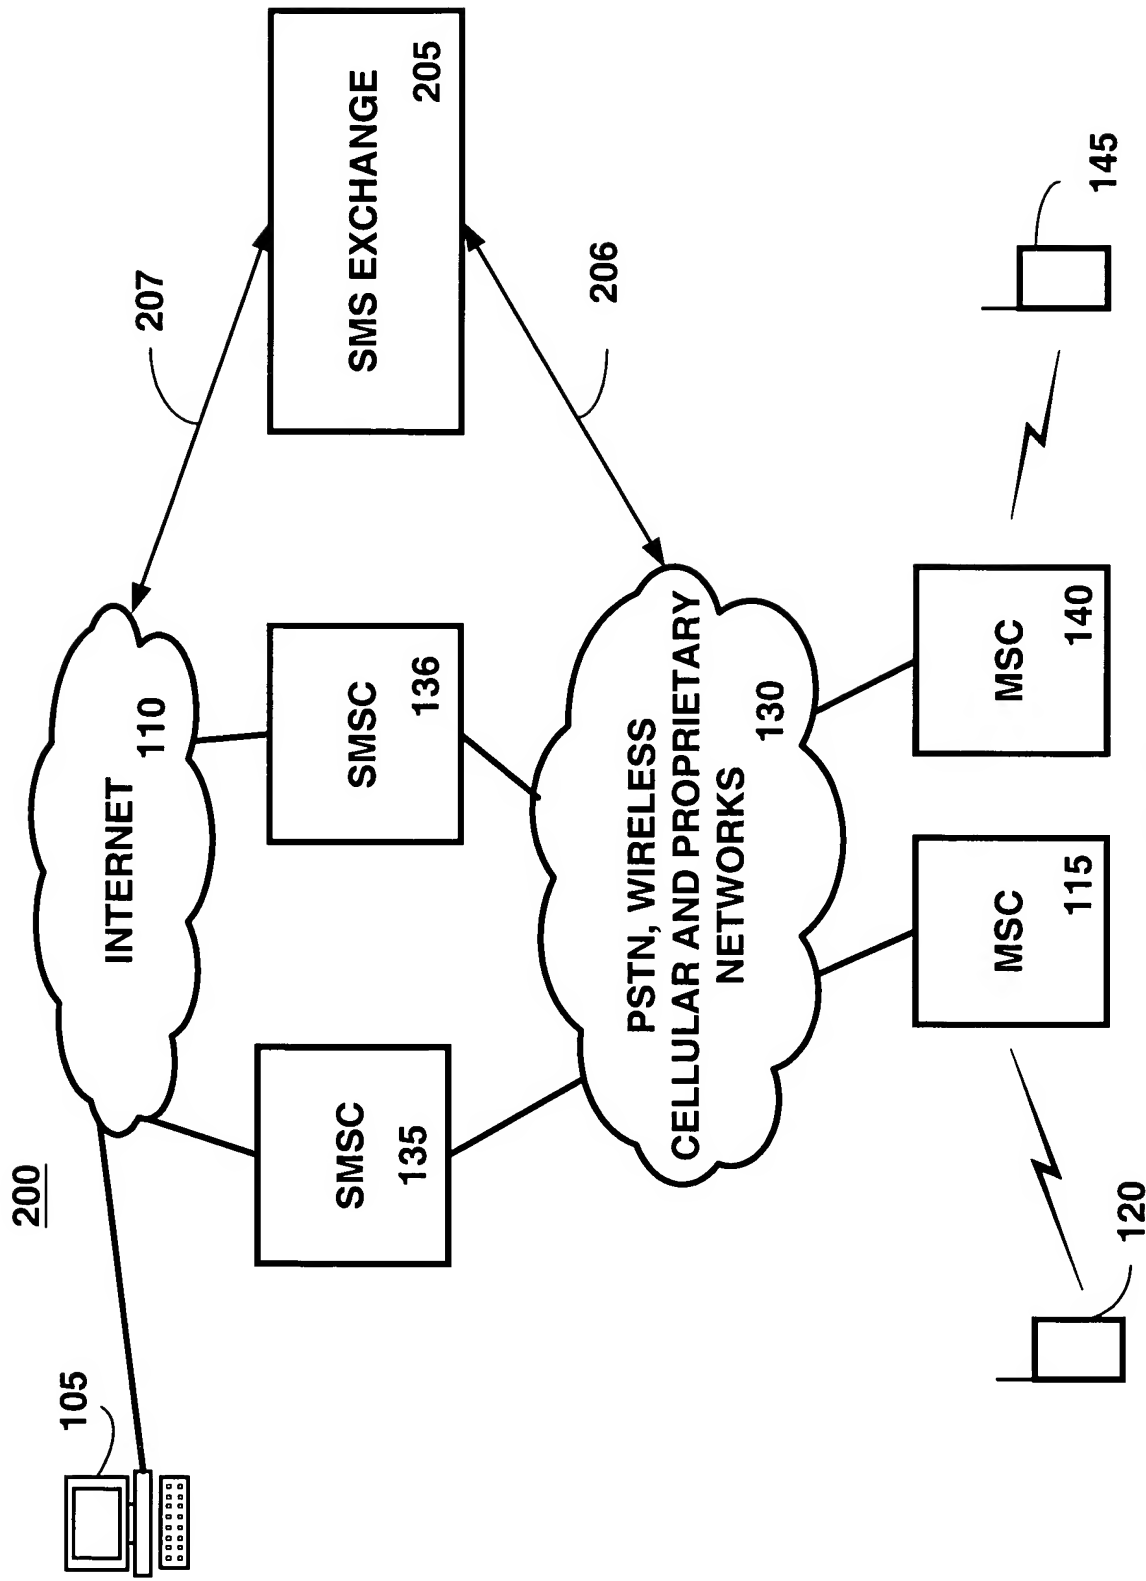 200
105
INTERNET
110
207
SMSC
135
SMSC
136
SMS EXCHANGE
205
206
PSTN, WIRELESS
CELLULAR AND PROPRIETARY
NETWORKS
130
MSC
115
MSC
140
120
145